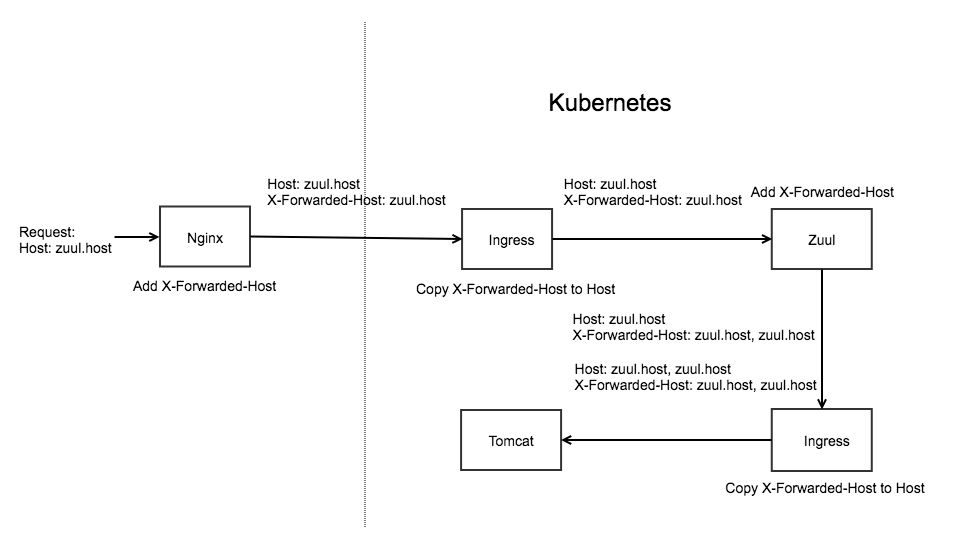 Kubernetes
Host: zuul.host
X-Forwarded-Host: zuul.host
Host: zuul.host
X-Forwarded-Host: zuul.host
Add X-Forwarded-Host
Request:
Host: zuul.host
Nginx
Ingress
Zuul
Add X-Forwarded-Host
Copy X-Forwarded-Host to Host
Host: zuul.host
X-Forwarded-Host: zuul.host, zuul.host
Host: zuul.host, zuul.host
X-Forwarded-Host: zuul.host, zuul.host
Tomcat
Ingress
Copy X-Forwarded-Host to Host